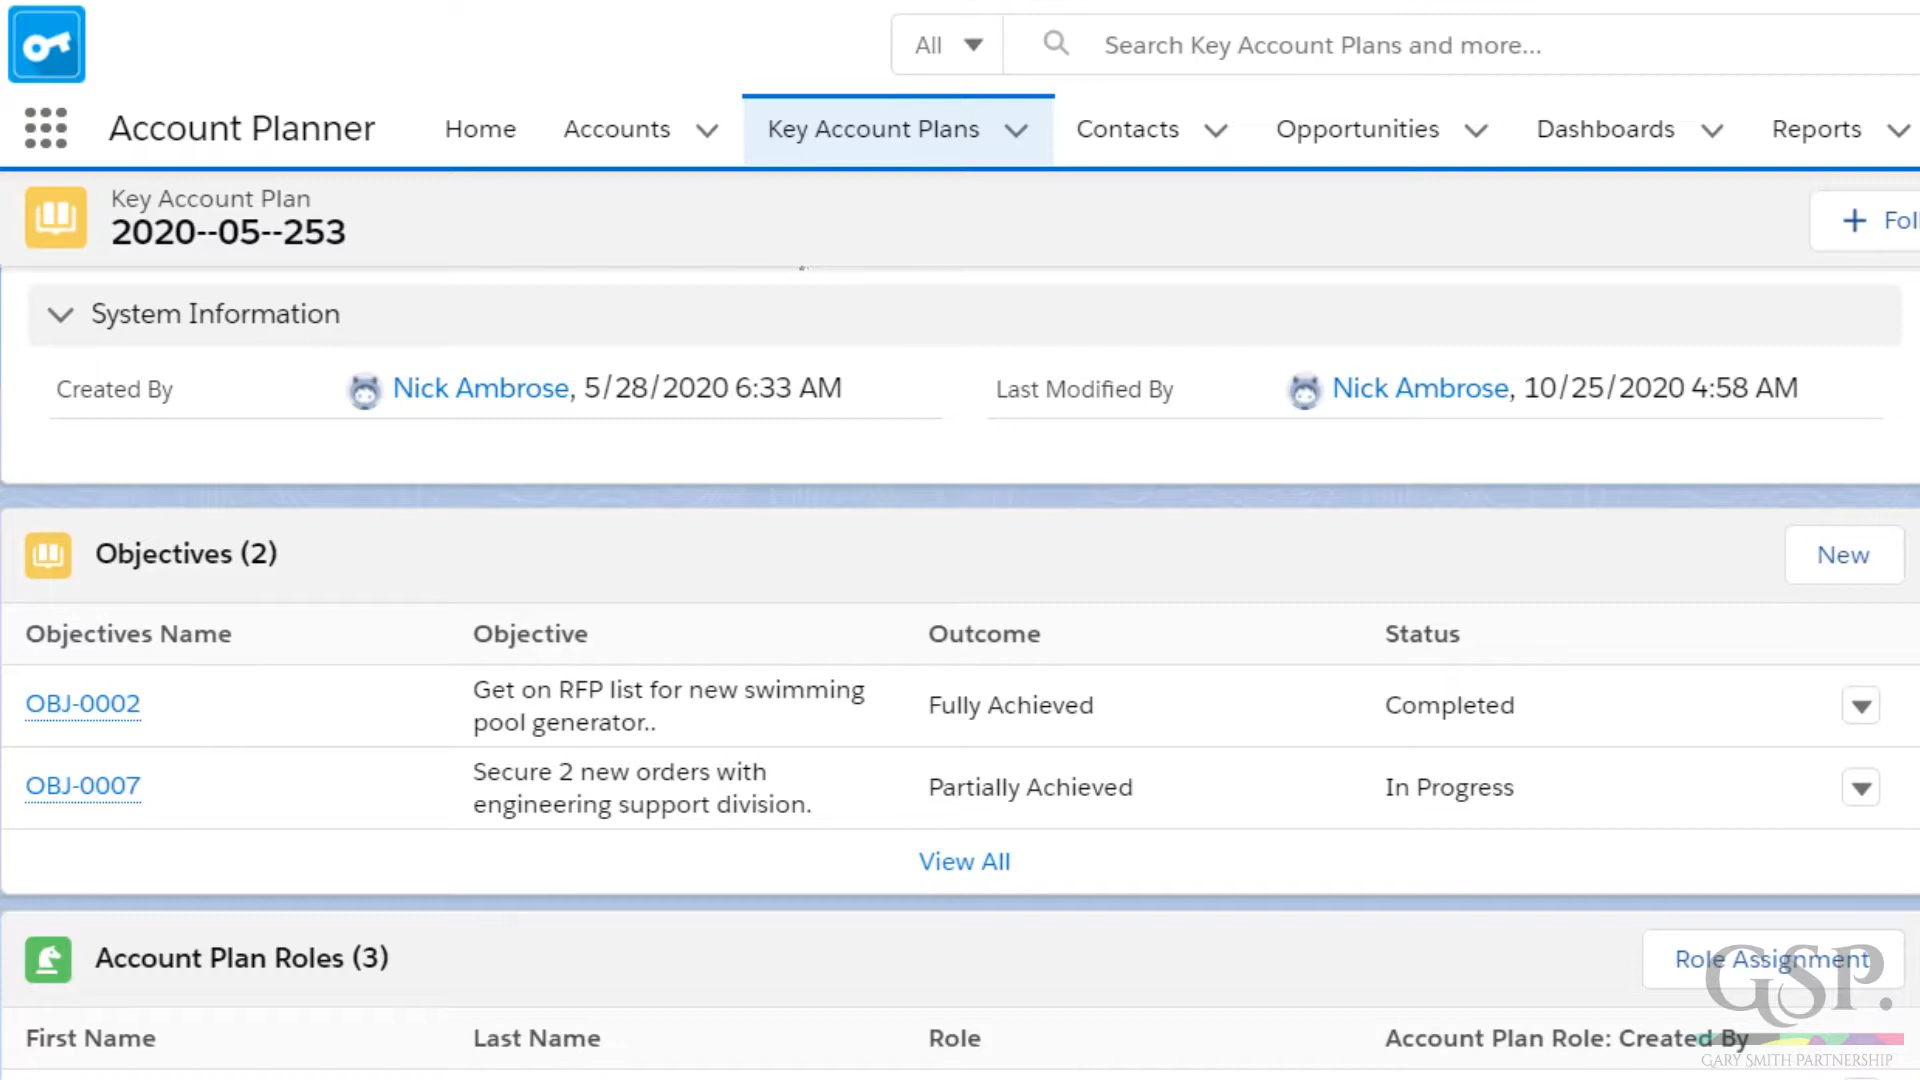 All
Search Key Account Plans and more...
Account Planner
Home
Accounts
Key Account Plans
Contacts
Opportunities
Dashboards
Reports
Key Account Plan
2020--05--253
Fol
System Information
Created By
Nick Ambrose, 5/28/2020 6:33 AM
Last Modified By
Nick Ambrose, 10/25/2020 4:58 AM
Objectives (2)
New
Objectives Name
Objective
Outcome
Status
OBJ-0002
Get on RFP list for new swimming
pool generator..
Fully Achieved
Completed
OBJ-0007
Secure 2 new orders with
engineering support division.
Partially Achieved
In Progress
View All
Account Plan Roles (3)
Role Assignment
GSP.
First Name
Last Name
Role
Account Plan Role: Created By
GARY SMITH PARTNERSHIP